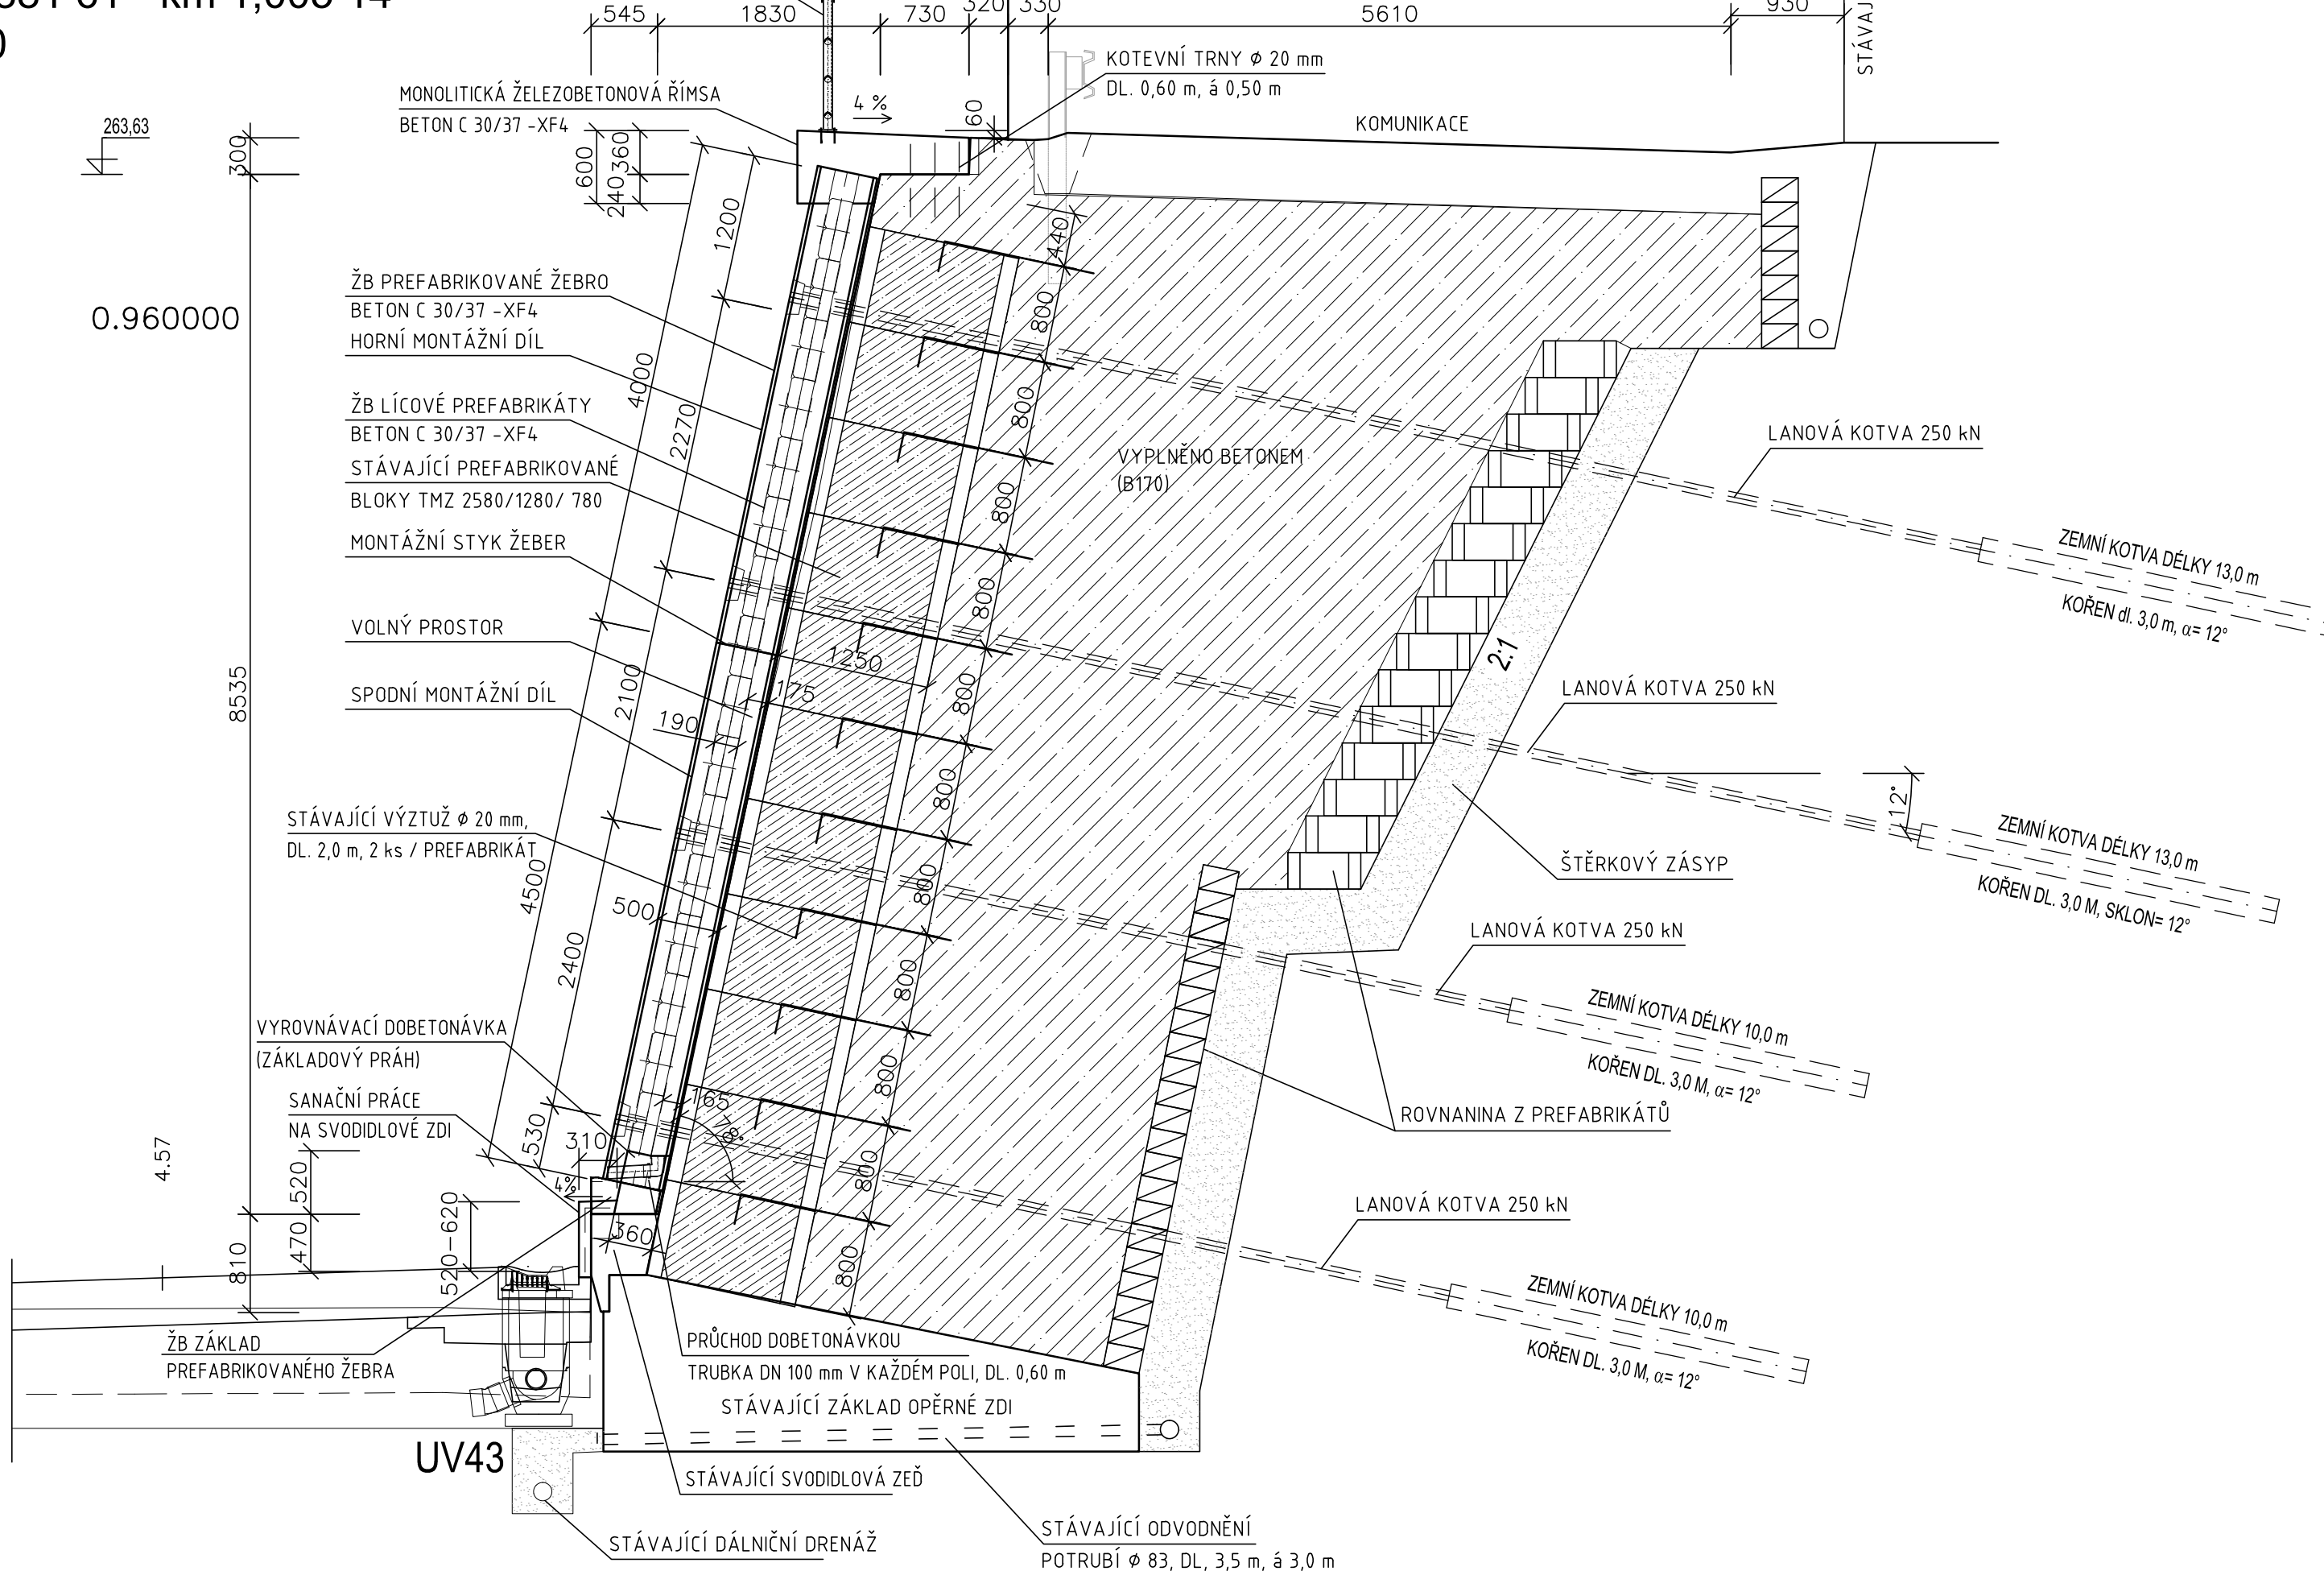 545
1830
730
320
330
5610
930
KOTEVNÍ TRNY ϕ 20 mm
DL. 0,60 m, á 0,50 m
MONOLITICKÁ ŽELEZOBETONOVÁ ŘÍMSA
BETON C 30/37 -XF4
4 %
60
KOMUNIKACE
263,63
300
600
360
240
1200
440
ŽB PREFABRIKOVANÉ ŽEBRO
BETON C 30/37 -XF4
0.960000
HORNÍ MONTÁŽNÍ DÍL
4000
ŽB LÍCOVÉ PREFABRIKÁTY
BETON C 30/37 -XF4
2270
STÁVAJÍCÍ PREFABRIKOVANÉ
BLOKY TMZ 2580/1280/ 780
VYPLNĚNO BETONEM
(B170)
LANOVÁ KOTVA 250 kN
MONTÁŽNÍ STYK ŽEBER
ZEMNÍ KOTVA DÉLKY 13,0 m
KOŘEN dl. 3,0 m, α= 12°
VOLNÝ PROSTOR
800
800
800
800
800
800
800
800
800
800
800
2:1
1250
175
190
8535
2100
SPODNÍ MONTÁŽNÍ DÍL
LANOVÁ KOTVA 250 kN
12°
STÁVAJÍCÍ VÝZTUŽ ϕ 20 mm,
DL. 2,0 m, 2 ks / PREFABRIKÁT
ZEMNÍ KOTVA DÉLKY 13,0 m
KOŘEN DL. 3,0 M, SKLON= 12°
ŠTĚRKOVÝ ZÁSYP
4500
500
2400
LANOVÁ KOTVA 250 kN
VYROVNÁVACÍ DOBETONÁVKA
(ZÁKLADOVÝ PRÁH)
ZEMNÍ KOTVA DÉLKY 10,0 m
KOŘEN DL. 3,0 M, α= 12°
SANAČNÍ PRÁCE
NA SVODIDLOVÉ ZDI
165
78°
530
310
ROVNANINA Z PREFABRIKÁTŮ
4.57
520
4%
470
520-620
360
810
LANOVÁ KOTVA 250 kN
ZEMNÍ KOTVA DÉLKY 10,0 m
KOŘEN DL. 3,0 M, α= 12°
ŽB ZÁKLAD
PREFABRIKOVANÉHO ŽEBRA
PRŮCHOD DOBETONÁVKOU
TRUBKA DN 100 mm V KAŽDÉM POLI, DL. 0,60 m
STÁVAJÍCÍ ZÁKLAD OPĚRNÉ ZDI
UV43
STÁVAJÍCÍ SVODIDLOVÁ ZEĎ
STÁVAJÍCÍ DÁLNIČNÍ DRENÁŽ
STÁVAJÍCÍ ODVODNĚNÍ
POTRUBÍ ϕ 83, DL, 3,5 m, á 3,0 m